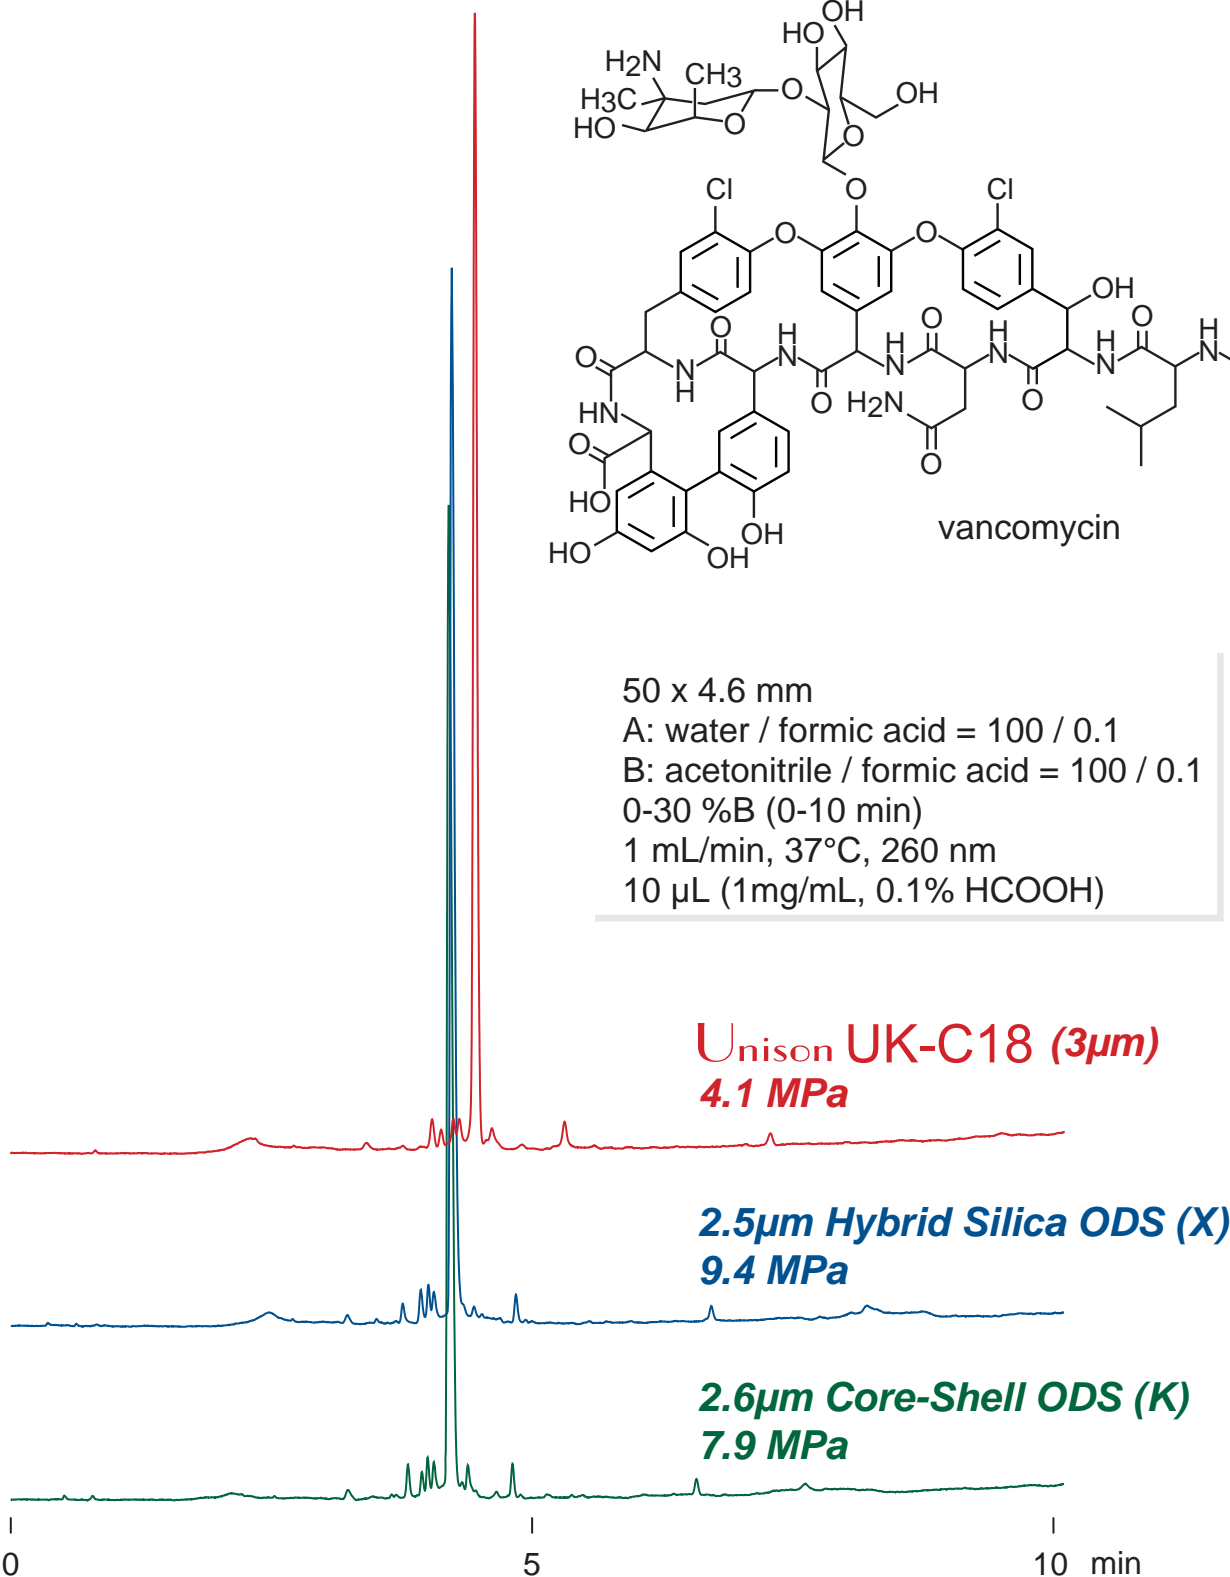 OH
HO
H2N
CH3
H3C
O
OH
HO
O
O
O
Cl
Cl
O
O
OH
O
O
O
H
N
N
H
O
H
N
O
N
H
O
H
N
O
N
H
O
H
N
HN
H2N
O
O
HO
HO
OH
OH
vancomycin
50 x 4.6 mm
A: water / formic acid = 100 / 0.1
B: acetonitrile / formic acid = 100 / 0.1
0-30 %B (0-10 min)
1 mL/min, 37°C, 260 nm
10 µL (1mg/mL, 0.1% HCOOH)
Unison UK-C18 (3µm)
4.1 MPa
2.5µm Hybrid Silica ODS (X)
9.4 MPa
2.6µm Core-Shell ODS (K)
7.9 MPa
0 5 10 min